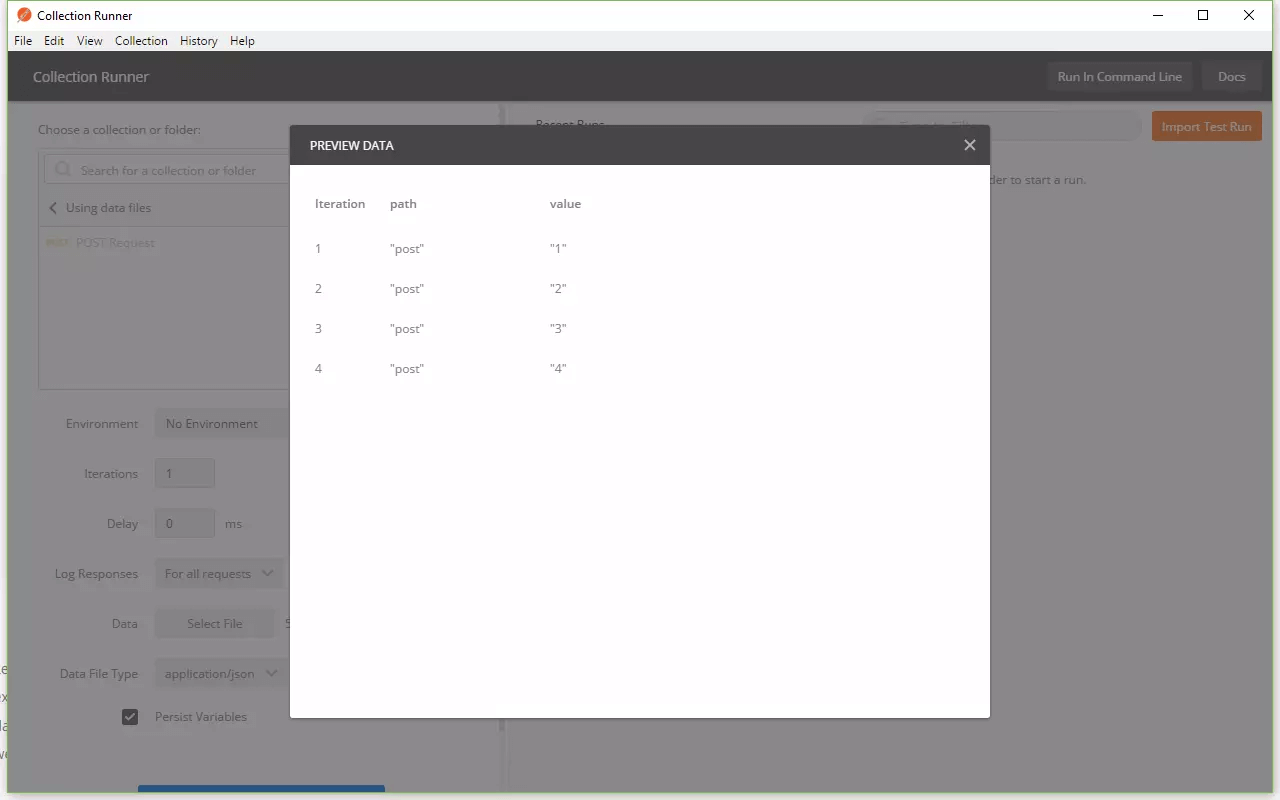 Collection Runner
File Edit View Collection History Help
Collection Runner
Run In Command Line
Docs
Choose a collection or folder:
Recent Runs
Import Test Run
PREVIEW DATA
Search for a collection or folder
der to start a run.
Using data files
POST POST Request
Iteration path value
1 "post" "1"
2 "post" "2"
3 "post" "3"
4 "post" "4"
Environment No Environment
Iterations 1
Delay 0 ms
Log Responses For all requests
Data Select File
Data File Type application/json
Persist Variables